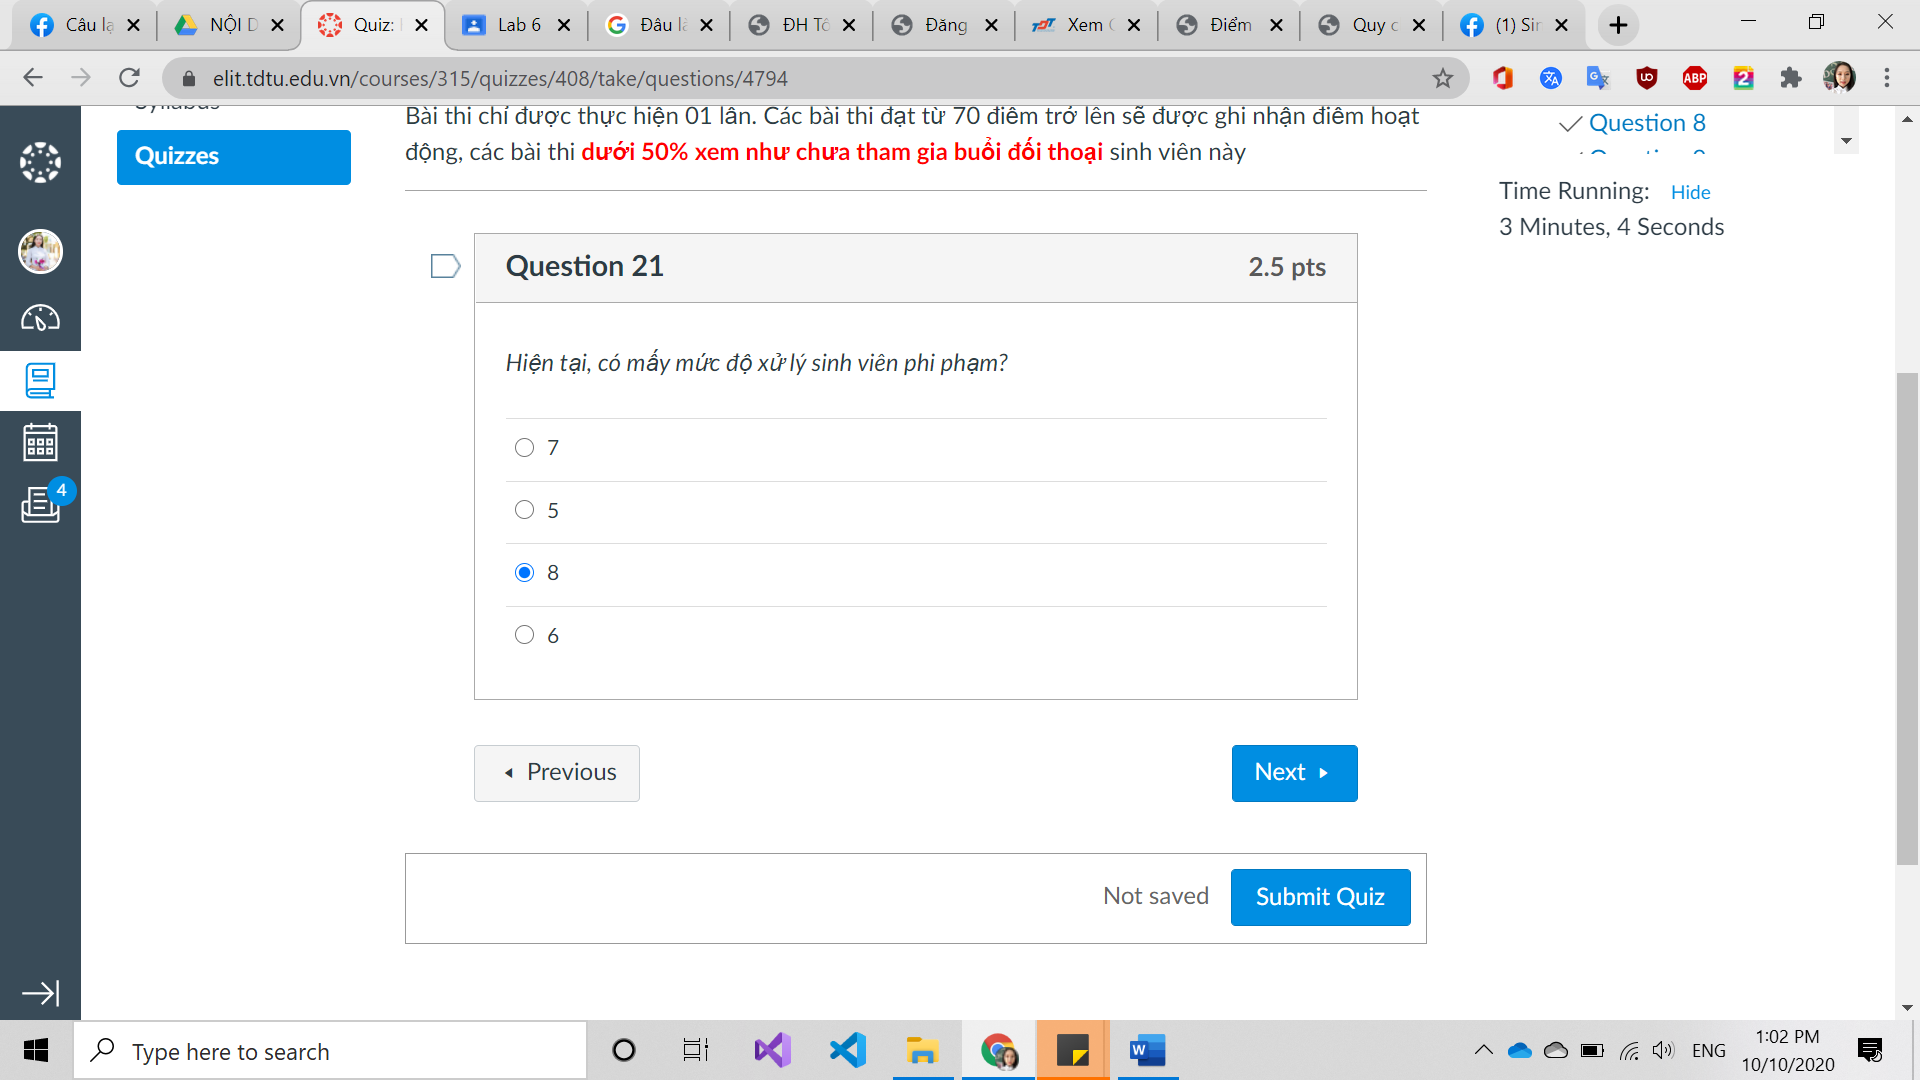 Câu lạ
NỘI D
Quiz:
Lab 6
Đâu là
ĐH Tô
Đăng
TDT
Xem
Điểm
Quy c
(1) Sin
elit.tdtu.edu.vn/courses/315/quizzes/408/take/questions/4794
ABP
2
Syllabus
Quizzes
Bài thi chỉ được thực hiện 01 lần. Các bài thi đạt từ 70 điểm trở lên sẽ được ghi nhận điểm hoạt
động, các bài thi dưới 50% xem như chưa tham gia buổi đối thoại sinh viên này
Question 8
Time Running: Hide
3 Minutes, 4 Seconds
Question 21
2.5 pts
Hiện tại, có mấy mức độ xử lý sinh viên phi phạm?
7
5
8
6
4
Previous
Next
Not saved
Submit Quiz
Type here to search
W
ENG
1:02 PM
10/10/2020